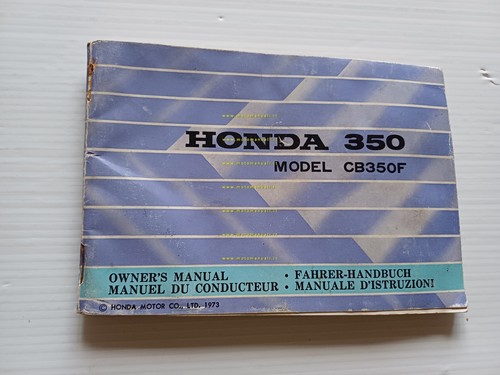 HONDA 350
MODEL CB350F
OWNER'S MANUAL · FAHRER-HANDBUCH
MANUEL DU CONDUCTEUR · MANUALE D'ISTRUZIONI
© HONDA MOTOR CO., LTD. 1973